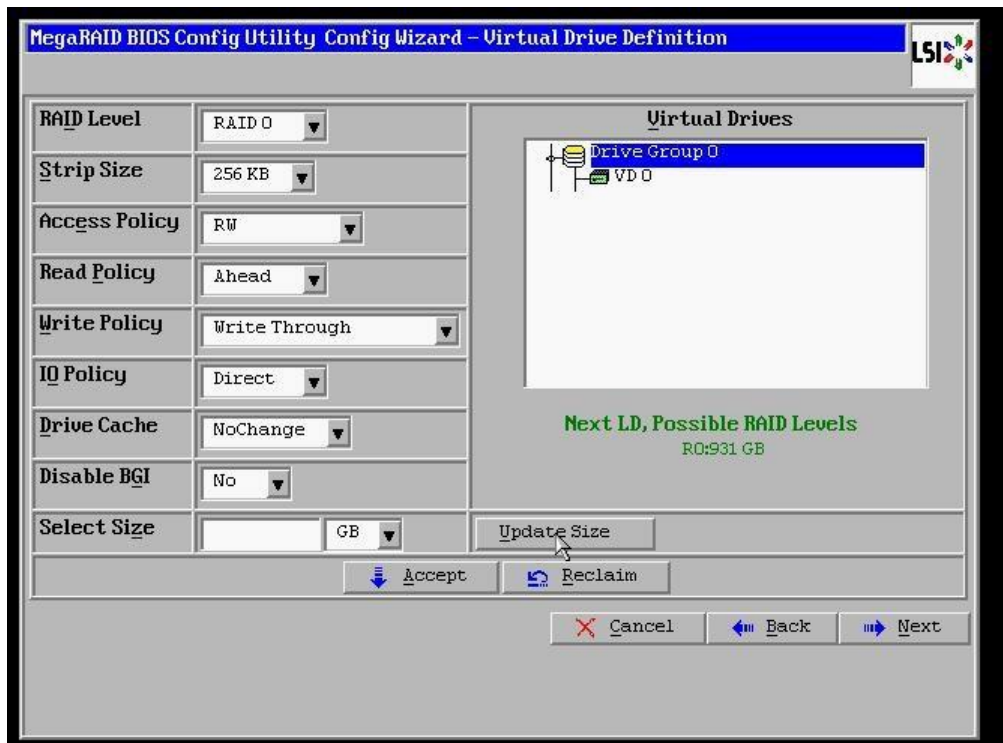 MegaRAID BIOS Config Utility Config Wizard – Virtual Drive Definition
LSI
RAID Level
RAID 0
Strip Size
256 KB
Access Policy
RW
Read Policy
Ahead
Write Policy
Write Through
IO Policy
Direct
Drive Cache
NoChange
Disable BGI
No
Select Size
GB
Virtual Drives
Drive Group 0
VD 0
Next LD, Possible RAID Levels
R0:931 GB
Update Size
Accept
Reclaim
Cancel
Back
Next